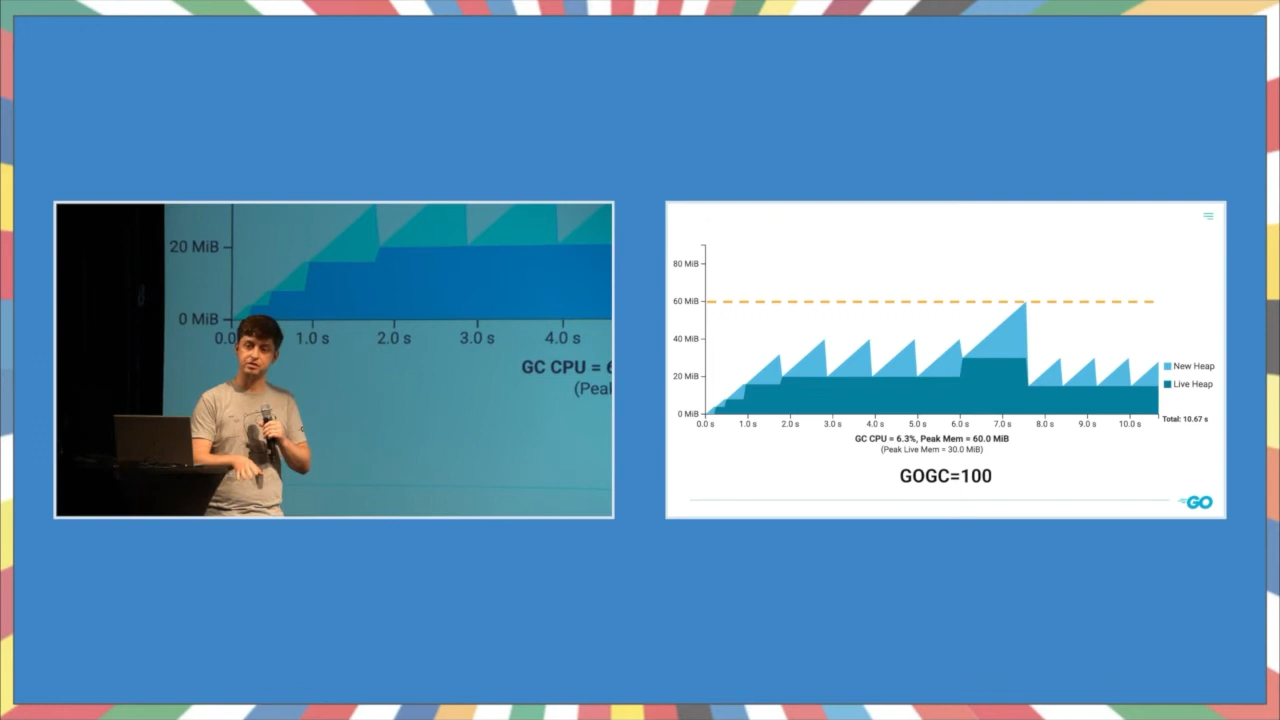 20 MiB
0 MiB
0.0
1.0 s
2.0 s
3.0 s
4.0 s
GC CPU = 6
(Peal
80 MiB
60 MiB
40 MiB
20 MiB
0 MiB
0.0 s
1.0 s
2.0 s
3.0 s
4.0 s
5.0 s
6.0 s
7.0 s
8.0 s
9.0 s
10.0 s
New Heap
Live Heap
Total: 10.67 s
GC CPU = 6.3%, Peak Mem = 60.0 MiB
(Peak Live Mem = 30.0 MiB)
GOGC=100
GO